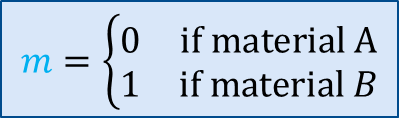 m = {0 if material A
1 if material B